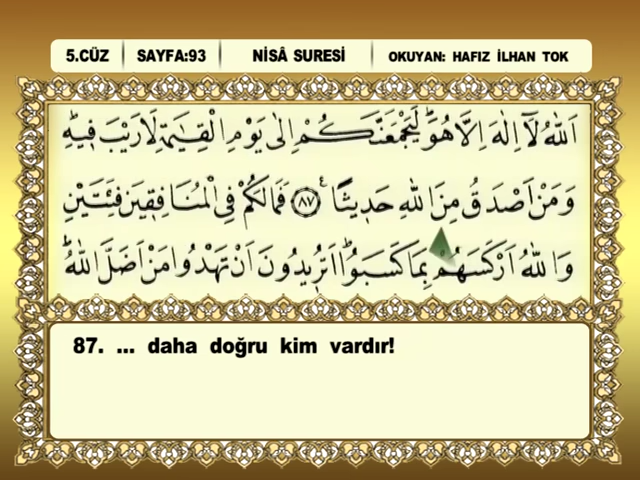 5.CÜZ SAYFA:93 NİSÂ SURESİ OKUYAN: HAFIZ İLHAN TOK
اَللّٰهُ لَٓا اِلٰهَ اِلَّا هُوَۜ لَيَجْمَعَنَّكُمْ اِلٰى يَوْمِ الْقِيٰمَةِ لَا رَيْبَ فٖيهِۜ
وَمَنْ اَصْدَقُ مِنَ اللّٰهِ حَدٖيثًا ﴿٨٧﴾ فَمَا لَكُمْ فِي الْمُنَافِقٖينَ فِئَتَيْنِ
وَاللّٰهُ اَرْكَسَهُمْ بِمَا كَسَبُواۜ اَتُرٖيدُونَ اَنْ تَهْدُوا مَنْ اَضَلَّ اللّٰهُۜ
87. ... daha doğru kim vardır!